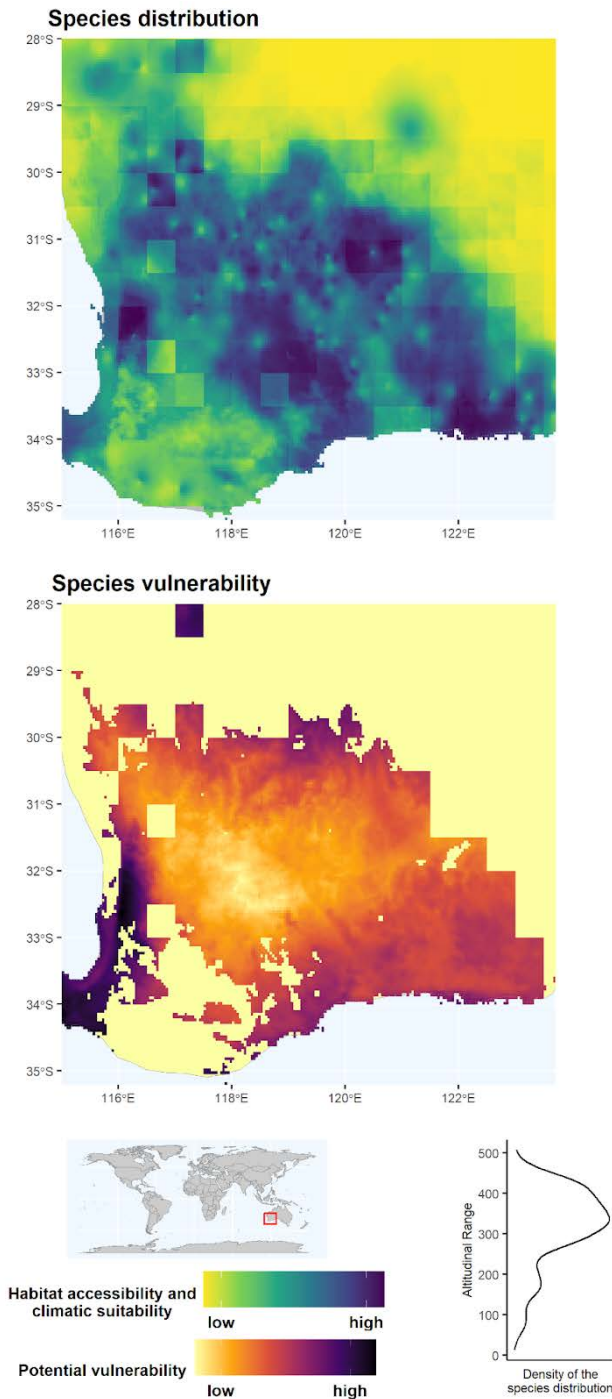 Species distribution
28°S
29°S
30°S
31°S
32°S
33°S
34°S
35°S
116°E 118°E 120°E 122°E
Species vulnerability
28°S
29°S
30°S
31°S
32°S
33°S
34°S
35°S
116°E 118°E 120°E 122°E
Habitat accessibility and
climatic suitability
low high
Potential vulnerability
low high
Altitudinal Range
500
400
300
200
100
0
Density of the
species distribution